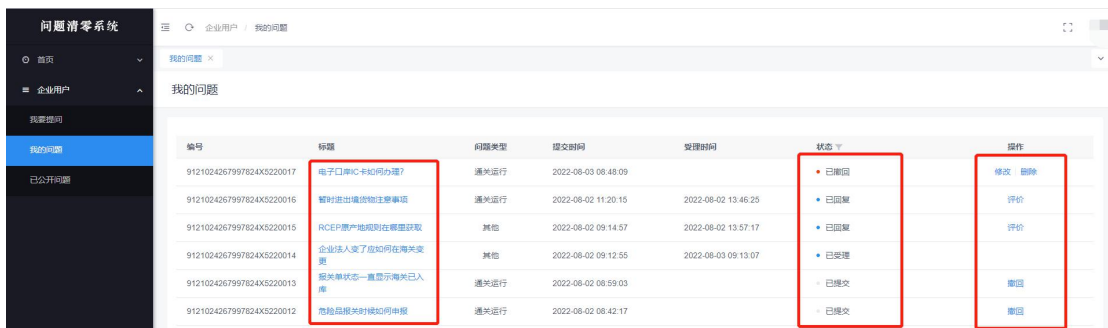 问题清零系统
企业用户 / 我的问题
首页
我的问题 ×
企业用户
我的问题
我要提问
我的问题
已公开问题
编号 标题 问题类型 提交时间 受理时间 状态 操作
9121024267997824X5220017 电子口岸IC卡如何办理? 通关运行 2022-08-03 08:48:09 已撤回 修改 删除
9121024267997824X5220016 暂时进出境货物注意事项 通关运行 2022-08-02 11:20:15 2022-08-02 13:46:25 已回复 评价
9121024267997824X5220015 RCEP原产地规则在哪里获取 其他 2022-08-02 09:14:57 2022-08-02 13:57:17 已回复 评价
9121024267997824X5220014 企业法人变了应如何在海关变
更 其他 2022-08-02 09:12:55 2022-08-03 09:13:07 已受理
9121024267997824X5220013 报关单状态一直显示海关已入
库 通关运行 2022-08-02 08:59:03 已提交 撤回
9121024267997824X5220012 危险品报关时候如何申报 通关运行 2022-08-02 08:42:17 已提交 撤回